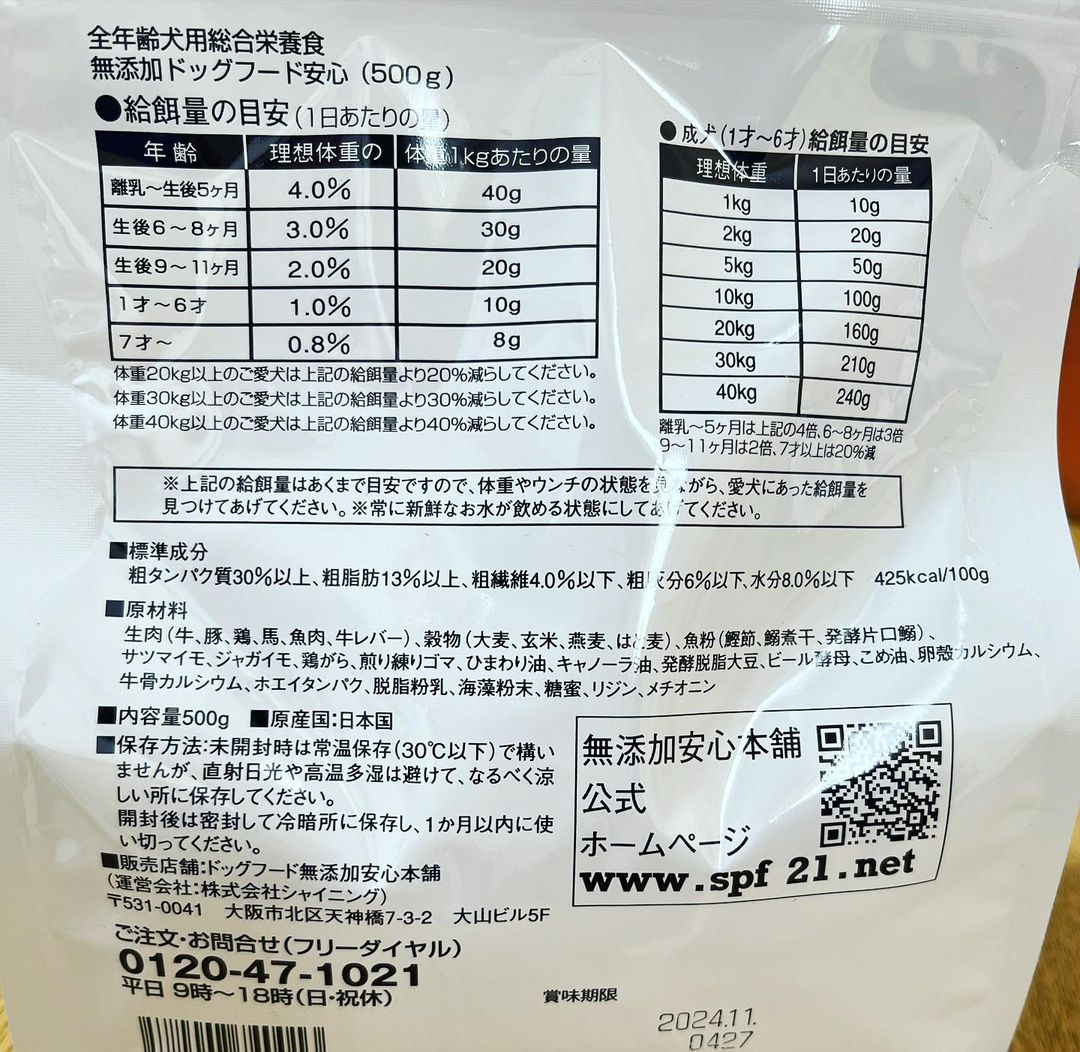 全年齢犬用総合栄養食
無添加ドッグフード安心（500g）
●給餌量の目安(1日あたりの量)
年齢 理想体重の 体重1kgあたりの量
離乳～生後5ヶ月 4.0% 40g
生後6～8ヶ月 3.0% 30g
生後9～11ヶ月 2.0% 20g
1才～6才 1.0% 10g
7才～ 0.8% 8g
体重20kg以上のご愛犬は上記の給餌量より20%減らしてください。
体重30kg以上のご愛犬は上記の給餌量より30%減らしてください。
体重40kg以上のご愛犬は上記の給餌量より40%減らしてください。
●成犬(1才～6才)給餌量の目安
理想体重 1日あたりの量
1kg 10g
2kg 20g
5kg 50g
10kg 100g
20kg 160g
30kg 210g
40kg 240g
離乳～5ヶ月は上記の4倍、6～8ヶ月は3倍
9～11ヶ月は2倍、7才以上は20%減
※上記の給餌量はあくまで目安ですので、体重やウンチの状態を見ながら、愛犬にあった給餌量を
見つけてあげてください。※常に新鮮なお水が飲める状態にしてあげてください。
■標準成分
粗タンパク質30%以上、粗脂肪13%以上、粗繊維4.0%以下、粗灰分6%以下、水分8.0%以下 425kcal/100g
■原材料
生肉(牛、豚、鶏、馬、魚肉、牛レバー)、穀物(大麦、玄米、燕麦、はと麦)、魚粉(鰹節、鰯煮干、発酵片口鰯)、
サツマイモ、ジャガイモ、鶏がら、煎り練りゴマ、ひまわり油、キャノーラ油、発酵脱脂大豆、ビール酵母、こめ油、卵殻カルシウム、
牛骨カルシウム、ホエイタンパク、脱脂粉乳、海藻粉末、糖蜜、リジン、メチオニン
■内容量500g ■原産国:日本国
■保存方法:未開封時は常温保存(30℃以下)で構い
ませんが、直射日光や高温多湿は避けて、なるべく涼
しい所に保存してください。
開封後は密封して冷暗所に保存し、1か月以内に使
い切ってください。
■販売店舗:ドッグフード無添加安心本舗
(運営会社:株式会社シャイニング)
〒531-0041 大阪市北区天神橋7-3-2 大山ビル5F
ご注文・お問合せ(フリーダイヤル)
0120-47-1021
平日 9時～18時(日・祝休)
無添加安心本舗
公式
ホームページ
www.spf21.net
賞味期限
2024.11.
0427